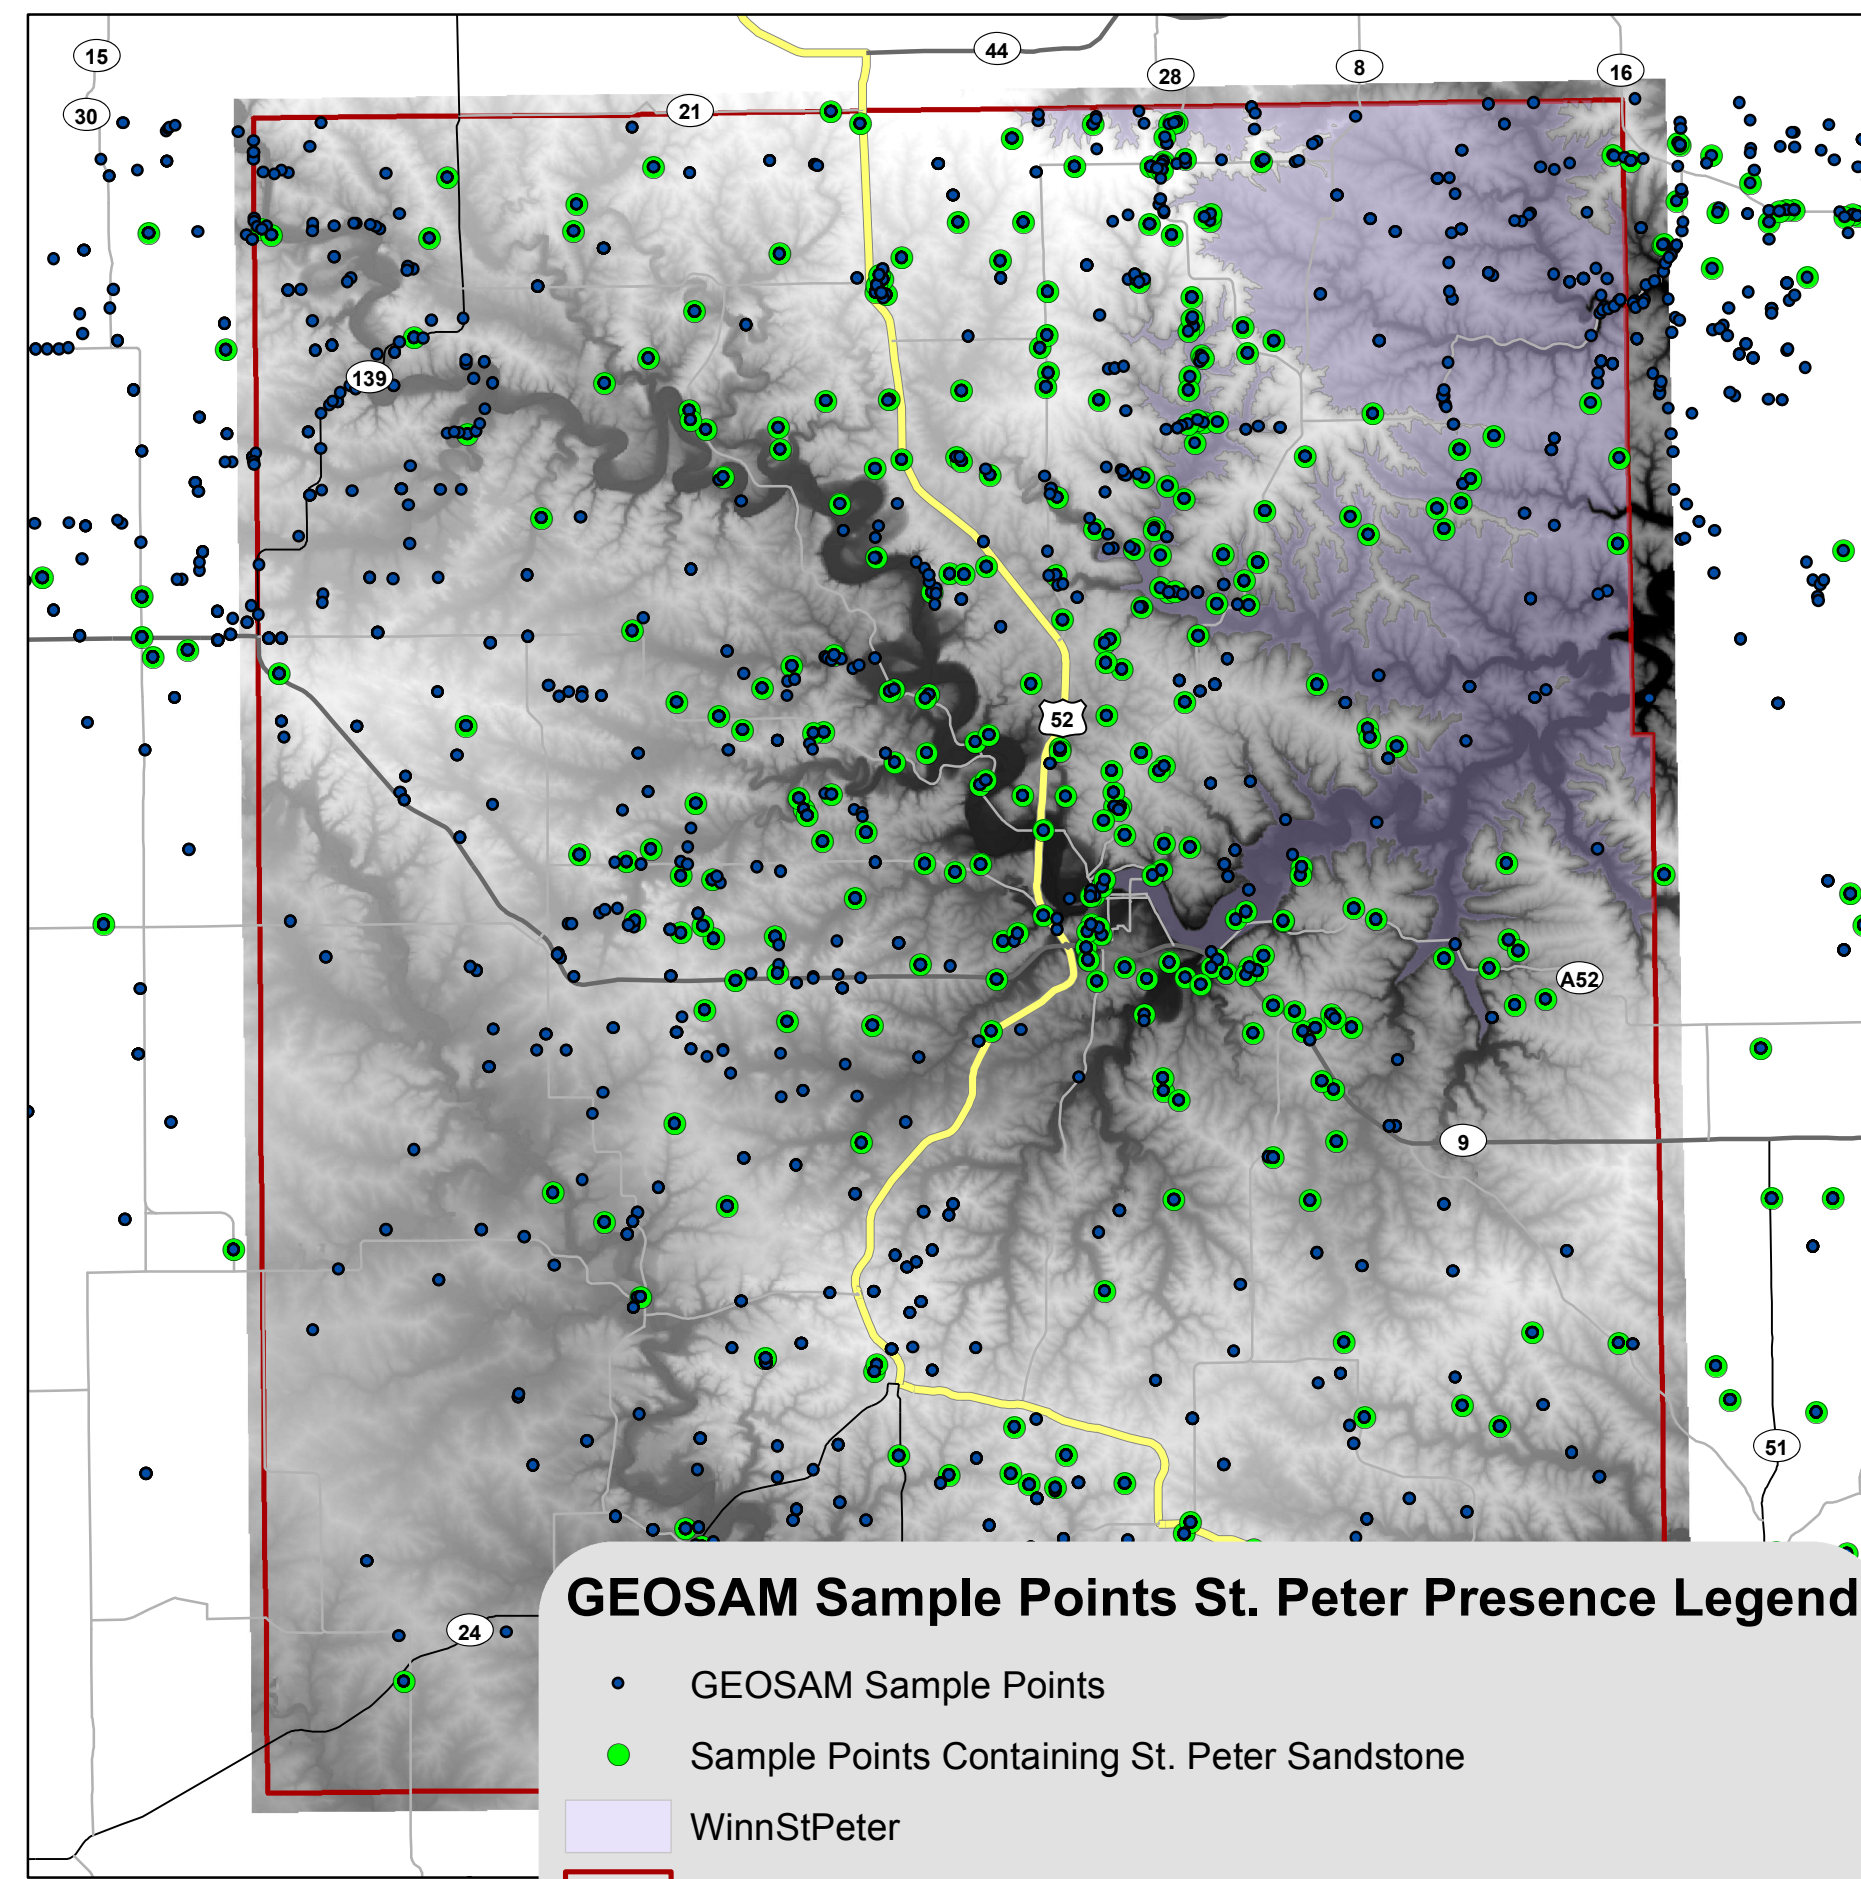 15
44
28
8
16
30
21
139
52
A52
9
51
24
GEOSAM Sample Points St. Peter Presence Legend
GEOSAM Sample Points
Sample Points Containing St. Peter Sandstone
WinnStPeter